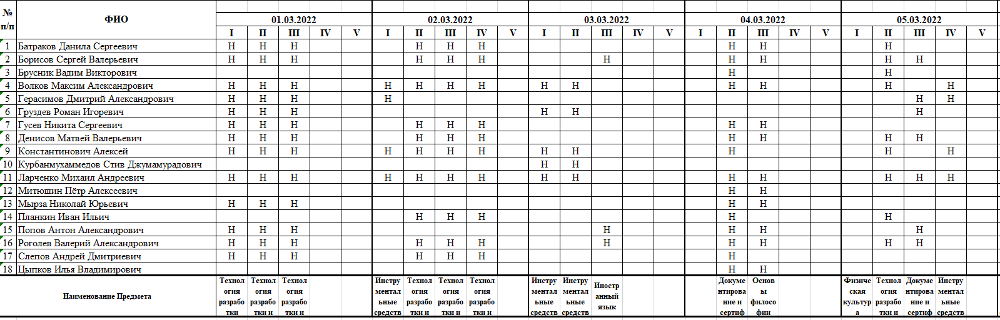 № п/п ФИО 01.03.2022 02.03.2022 03.03.2022 04.03.2022 05.03.2022
I II III IV V I II III IV V I II III IV V I II III IV V I II III IV V
1 Батраков Данила Сергеевич Н Н Н Н Н Н Н Н Н
2 Борисов Сергей Валерьевич Н Н Н Н Н Н Н Н Н Н Н
3 Брусник Вадим Викторович Н Н
4 Волков Максим Александрович Н Н Н Н Н Н Н Н Н Н Н Н Н
5 Герасимов Дмитрий Александрович Н Н Н Н Н Н
6 Груздев Роман Игоревич Н Н Н Н Н Н
7 Гусев Никита Сергеевич Н Н Н Н Н Н Н Н
8 Денисов Матвей Валерьевич Н Н Н Н Н Н Н Н Н Н
9 Константинович Алексей Н Н Н Н Н Н Н Н Н Н Н Н
10 Курбанмухаммедов Стив Джумамурадович Н Н
11 Ларченко Михаил Андреевич Н Н Н Н Н Н Н Н Н Н Н Н Н Н
12 Митюшин Пётр Алексеевич Н Н
13 Мырза Николай Юрьевич Н Н Н Н Н
14 Планкин Иван Ильич Н Н Н Н Н
15 Попов Антон Александрович Н Н Н Н Н Н Н
16 Роголев Валерий Александрович Н Н Н Н Н Н Н Н Н Н Н
17 Слепов Андрей Дмитриевич Н Н Н Н Н Н Н
18 Цыпков Илья Владимирович Н Н
Наименование Предмета
Технол
огия
разрабо
тки
Технол
огия
разрабо
тки и
Технол
огия
разрабо
тки и
Инстру
ментал
ьные
средств
Технол
огия
разрабо
тки и
Технол
огия
разрабо
тки и
Технол
огия
разрабо
тки и
Инстру
ментал
ьные
средств
Инстру
ментал
ьные
средств
Иностр
анный
язык
Докуме
нтирова
ние и
сертиф
Основ
ы
филосо
фии
Физиче
ская
культур
а
Технол
огия
разрабо
тки и
Докуме
нтирова
ние и
сертиф
Инстру
ментал
ьные
средств